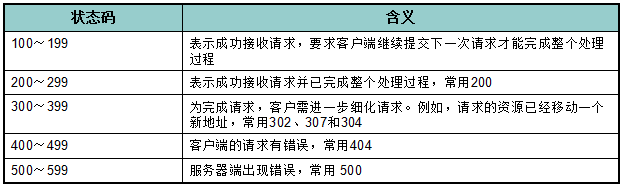 状态码 含义
100～199 表示成功接收请求，要求客户端继续提交下一次请求才能完成整个处理
过程
200～299 表示成功接收请求并已完成整个处理过程，常用200
300～399 为完成请求，客户需进一步细化请求。例如，请求的资源已经移动一个
新地址，常用302、307和304
400～499 客户端的请求有错误，常用404
500～599 服务器端出现错误，常用 500